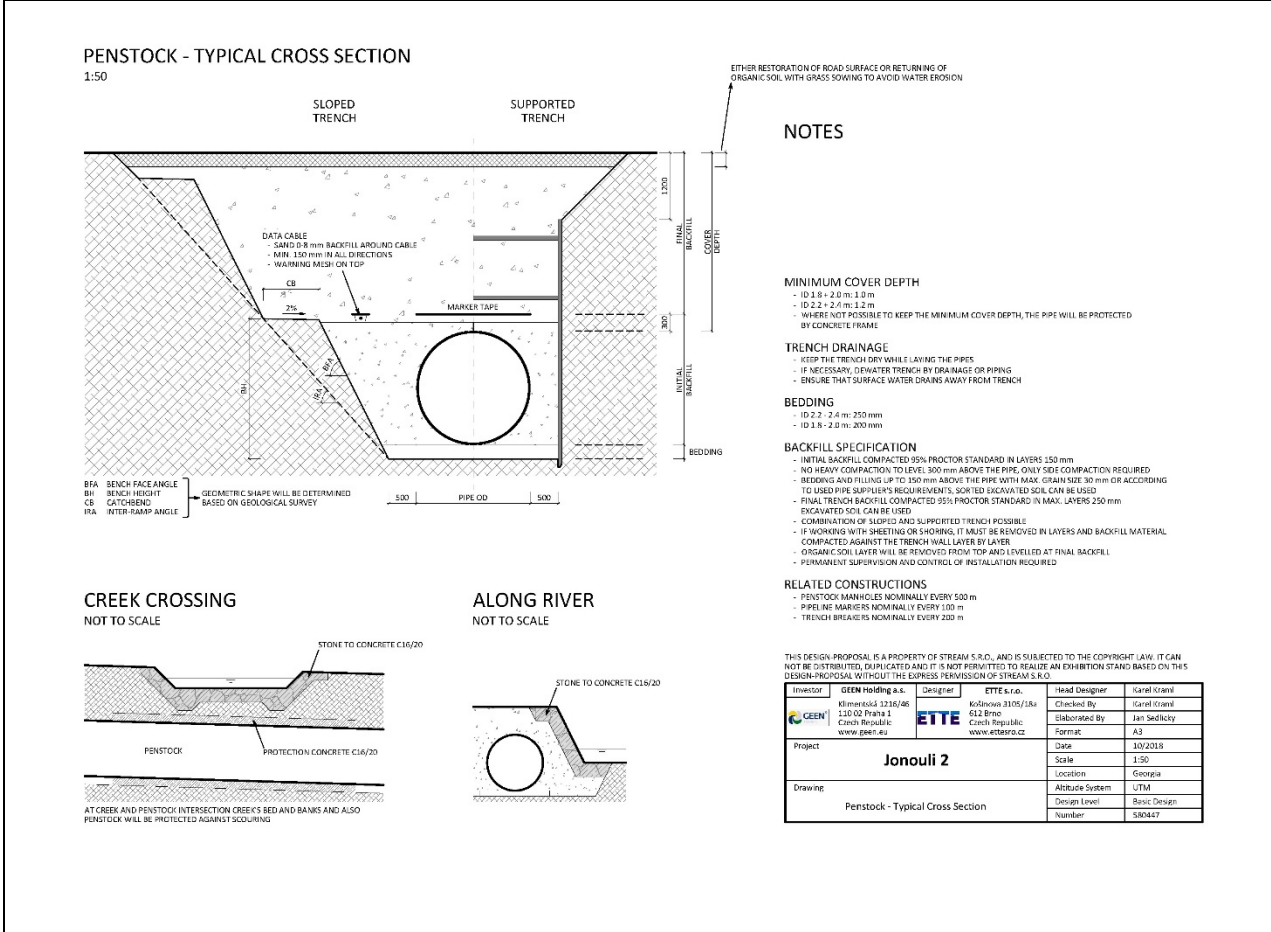 PENSTOCK - TYPICAL CROSS SECTION
1:50
EITHER RESTORATION OF ROAD SURFACE OR RETURNING OF
ORGANIC SOIL WITH GRASS SOWING TO AVOID WATER EROSION
SLOPED
TRENCH
SUPPORTED
TRENCH
DATA CABLE
- SAND 0-8 mm BACKFILL AROUND CABLE
- MIN. 150 mm IN ALL DIRECTIONS
- WARNING MESH ON TOP
CB
2%
MARKER TAPE
BFA
IRA
BH
1200
300
FINAL
BACKFILL
COVER
DEPTH
INITIAL
BACKFILL
BEDDING
500
PIPE OD
500
BFA BENCH FACE ANGLE
BH BENCH HEIGHT
CB CATCHBEND
IRA INTER-RAMP ANGLE
GEOMETRIC SHAPE WILL BE DETERMINED
BASED ON GEOLOGICAL SURVEY
NOTES
MINIMUM COVER DEPTH
- ID 1.8 ÷ 2.0 m: 1.0 m
- ID 2.2 ÷ 2.4 m: 1.2 m
- WHERE NOT POSSIBLE TO KEEP THE MINIMUM COVER DEPTH, THE PIPE WILL BE PROTECTED
BY CONCRETE FRAME
TRENCH DRAINAGE
- KEEP THE TRENCH DRY WHILE LAYING THE PIPES
- IF NECESSARY, DEWATER TRENCH BY DRAINAGE OR PIPING
- ENSURE THAT SURFACE WATER DRAINS AWAY FROM TRENCH
BEDDING
- ID 2.2 - 2.4 m: 250 mm
- ID 1.8 - 2.0 m: 200 mm
BACKFILL SPECIFICATION
- INITIAL BACKFILL COMPACTED 95% PROCTOR STANDARD IN LAYERS 150 mm
- NO HEAVY COMPACTION TO LEVEL 300 mm ABOVE THE PIPE, ONLY SIDE COMPACTION REQUIRED
- BEDDING AND FILLING UP TO 150 mm ABOVE THE PIPE WITH MAX. GRAIN SIZE 30 mm OR ACCORDING
TO USED PIPE SUPPLIER'S REQUIREMENTS, SORTED EXCAVATED SOIL CAN BE USED
- FINAL TRENCH BACKFILL COMPACTED 95% PROCTOR STANDARD IN MAX. LAYERS 250 mm
EXCAVATED SOIL CAN BE USED
- COMBINATION OF SLOPED AND SUPPORTED TRENCH POSSIBLE
- IF WORKING WITH SHEETING OR SHORING, IT MUST BE REMOVED IN LAYERS AND BACKFILL MATERIAL
COMPACTED AGAINST THE TRENCH WALL LAYER BY LAYER
- ORGANIC SOIL LAYER WILL BE REMOVED FROM TOP AND LEVELLED AT FINAL BACKFILL
- PERMANENT SUPERVISION AND CONTROL OF INSTALLATION REQUIRED
RELATED CONSTRUCTIONS
- PENSTOCK MANHOLES NOMINALLY EVERY 500 m
- PIPELINE MARKERS NOMINALLY EVERY 100 m
- TRENCH BREAKERS NOMINALLY EVERY 200 m
CREEK CROSSING
NOT TO SCALE
STONE TO CONCRETE C16/20
PENSTOCK
PROTECTION CONCRETE C16/20
AT CREEK AND PENSTOCK INTERSECTION CREEK'S BED AND BANKS AND ALSO
PENSTOCK WILL BE PROTECTED AGAINST SCOURING
ALONG RIVER
NOT TO SCALE
STONE TO CONCRETE C16/20
THIS DESIGN-PROPOSAL IS A PROPERTY OF STREAM S.R.O., AND IS SUBJECTED TO THE COPYRIGHT LAW. IT CAN
NOT BE DISTRIBUTED, DUPLICATED AND IT IS NOT PERMITTED TO REALIZE AN EXHIBITION STAND BASED ON THIS
DESIGN-PROPOSAL WITHOUT THE EXPRESS PERMISSION OF STREAM S.R.O.
Investor GEEN Holding a.s. Designer ETTE s.r.o.
GEEN
Klimentská 1216/46
110 02 Praha 1
Czech Republic
www.geen.eu
ETTE
Košinova 3105/18a
612 Brno
Czech Republic
www.ettesro.cz
Project
Jonouli 2
Drawing
Penstock - Typical Cross Section
Head Designer Karel Kraml
Checked By Karel Kraml
Elaborated By Jan Sedlicky
Format A3
Date 10/2018
Scale 1:50
Location Georgia
Altitude System UTM
Design Level Basic Design
Number S80447